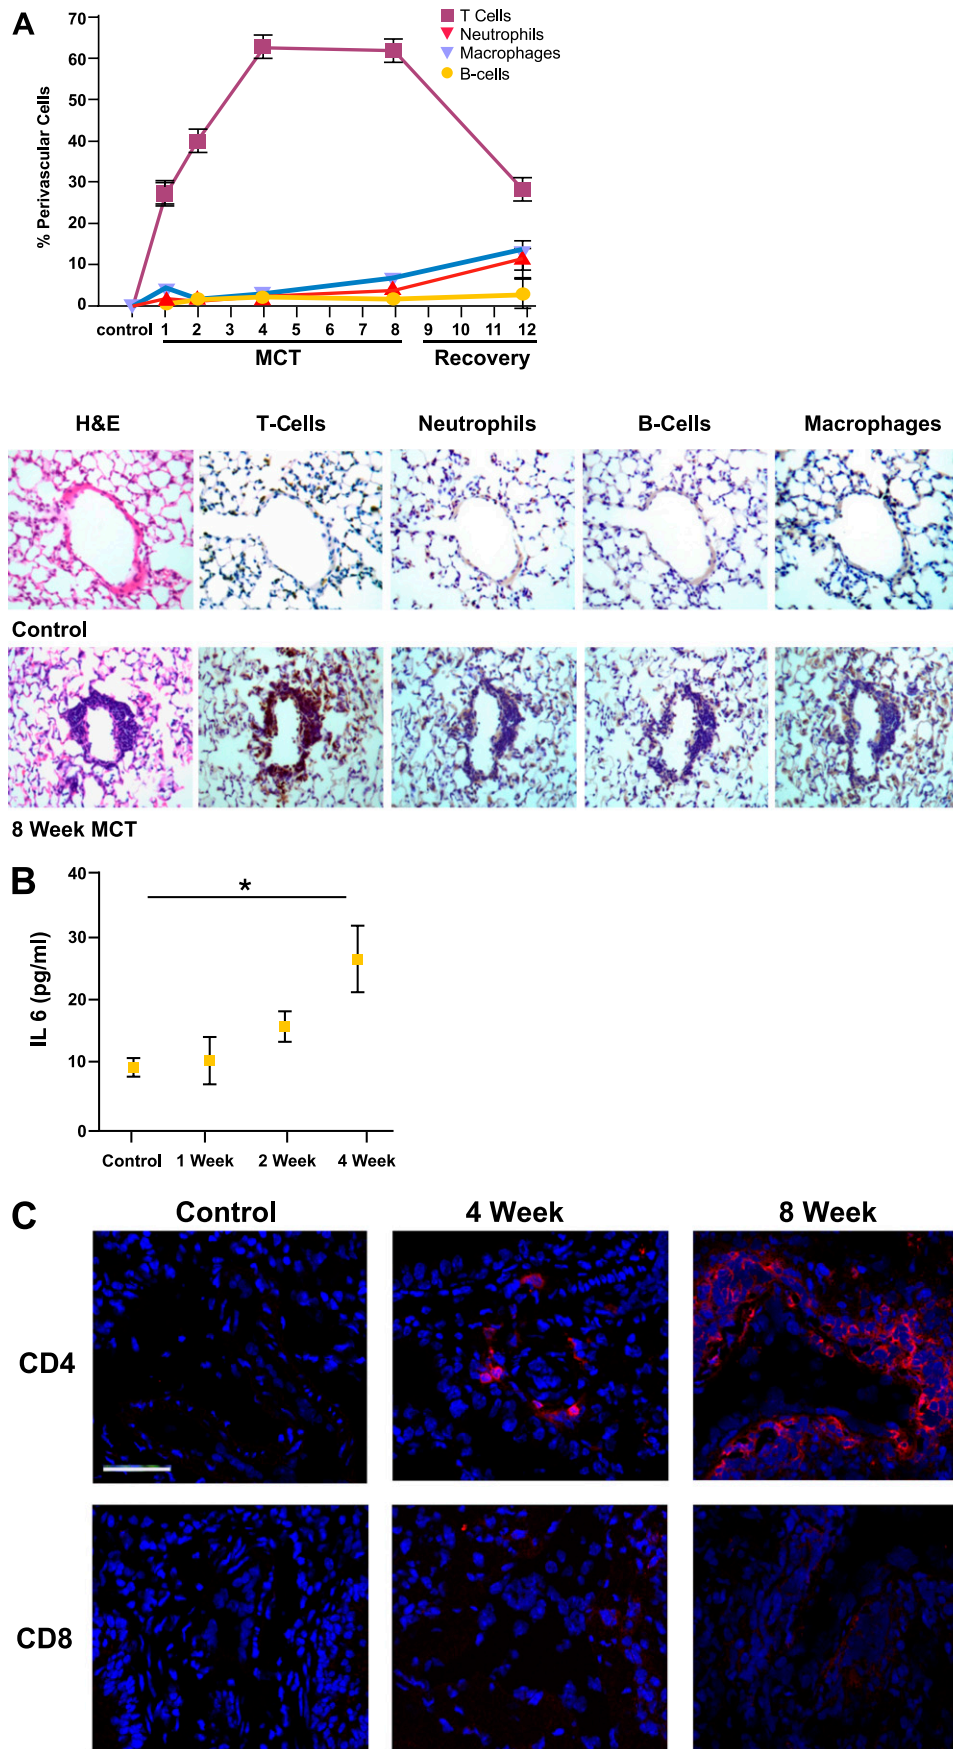 A
T Cells
Neutrophils
Macrophages
B-cells
% Perivascular Cells
70
60
50
40
30
20
10
0
control 1 2 3 4 5 6 7 8 9 10 11 12
MCT Recovery
H&E T-Cells Neutrophils B-Cells Macrophages
Control
8 Week MCT
B
IL 6 (pg/ml)
40
30
20
10
0
*
Control 1 Week 2 Week 4 Week
C
Control 4 Week 8 Week
CD4
CD8